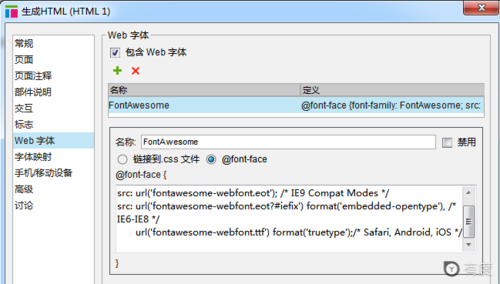 生成HTML (HTML 1)
常规
页面
页面注释
部件说明
交互
标志
Web 字体
字体映射
手机/移动设备
高级
讨论
Web 字体
包含 Web 字体
名称 定义
FontAwesome @font-face {font-family: FontAwesome; src:
名称: FontAwesome 禁用
链接到.css 文件 @font-face
@font-face {
src: url('fontawesome-webfont.eot'); /* IE9 Compat Modes */
src: url('fontawesome-webfont.eot?#iefix') format('embedded-opentype'), /*
IE6-IE8 */
url('fontawesome-webfont.ttf') format('truetype');/* Safari, Android, iOS */
}
有度